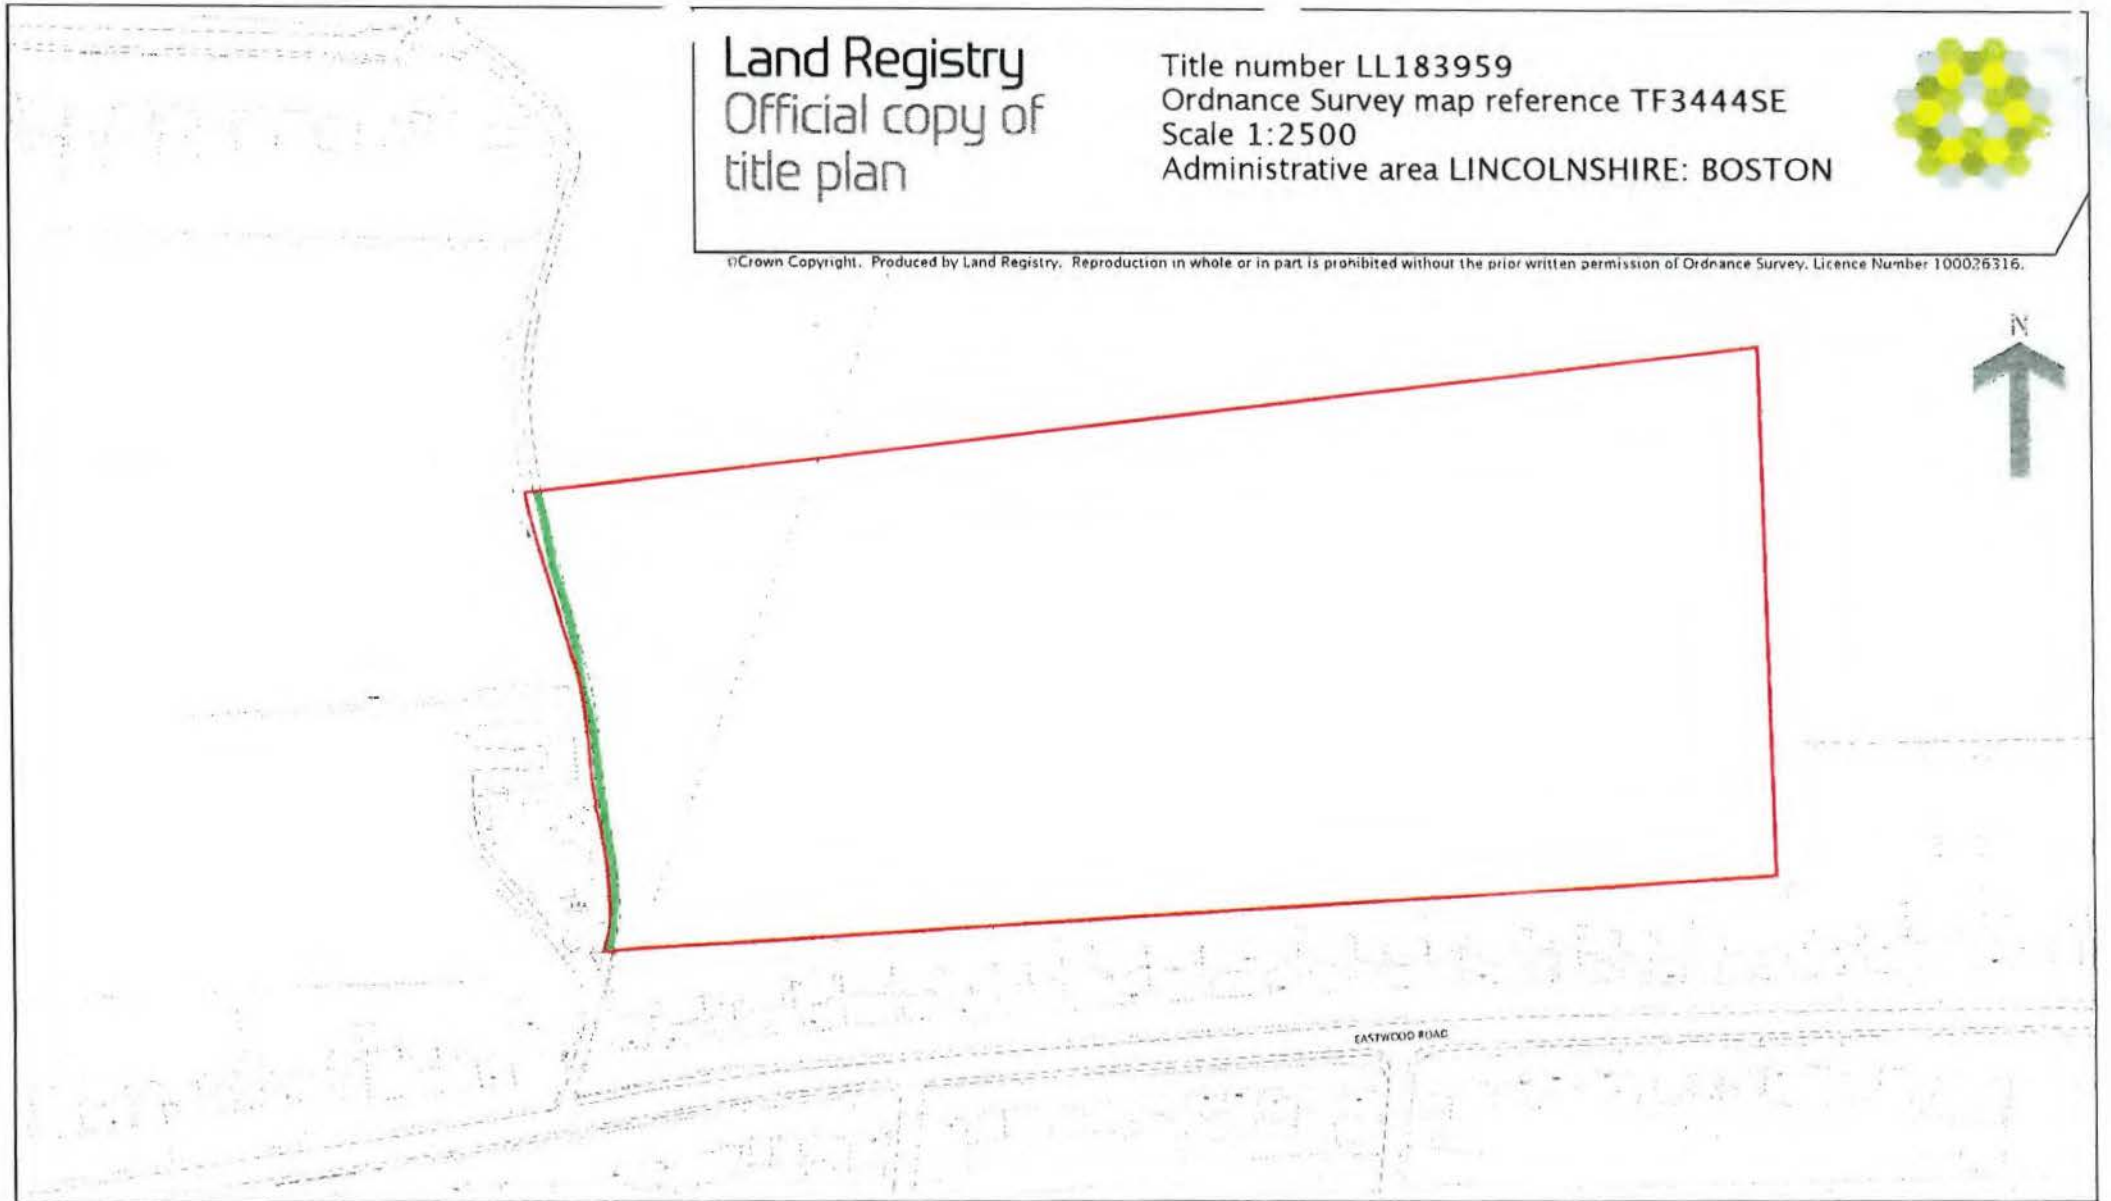 Land Registry
Official copy of
title plan
Title number LL183959
Ordnance Survey map reference TF3444SE
Scale 1:2500
Administrative area LINCOLNSHIRE: BOSTON
©Crown Copyright. Produced by Land Registry. Reproduction in whole or in part is prohibited without the prior written permission of Ordnance Survey. Licence Number 100026316.
N
EASTWOOD ROAD